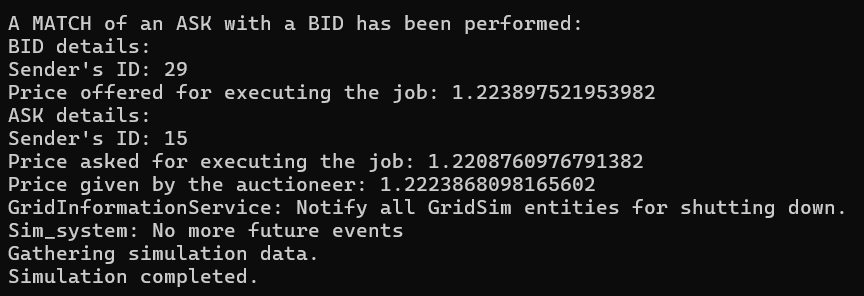 A MATCH of an ASK with a BID has been performed:
BID details:
Sender's ID: 29
Price offered for executing the job: 1.223897521953982
ASK details:
Sender's ID: 15
Price asked for executing the job: 1.2208760976791382
Price given by the auctioneer: 1.2223868098165602
GridInformationService: Notify all GridSim entities for shutting down.
Sim_system: No more future events
Gathering simulation data.
Simulation completed.